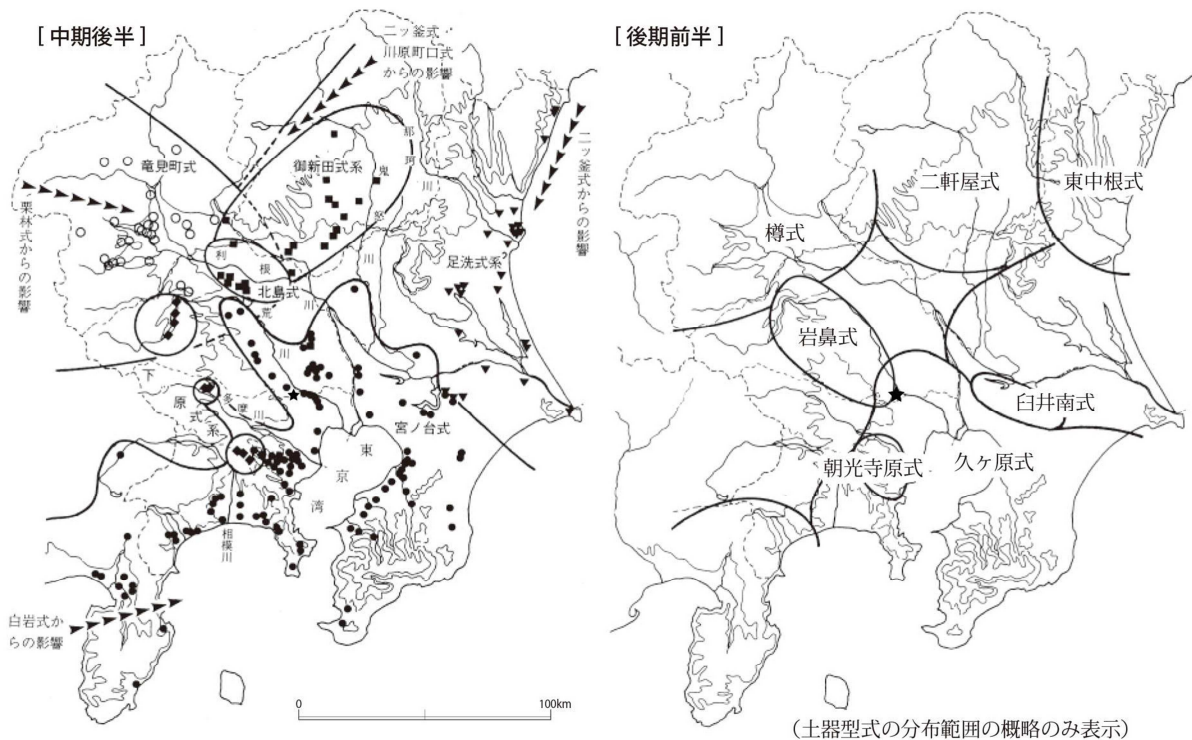 [中期後半]
二ッ釜式・
川原町口式
からの影響
那珂川
二ッ釜式からの影響
竜見町式
御新田式系
鬼怒川
栗林式からの影響
足洗式系
利根川
北島式
荒川
下原式系
多摩川
宮ノ台式
東京湾
相模川
白岩式か
らの影響
0
100km
[後期前半]
二軒屋式
東中根式
樽式
岩鼻式
臼井南式
朝光寺原式
久ヶ原式
(土器型式の分布範囲の概略のみ表示)